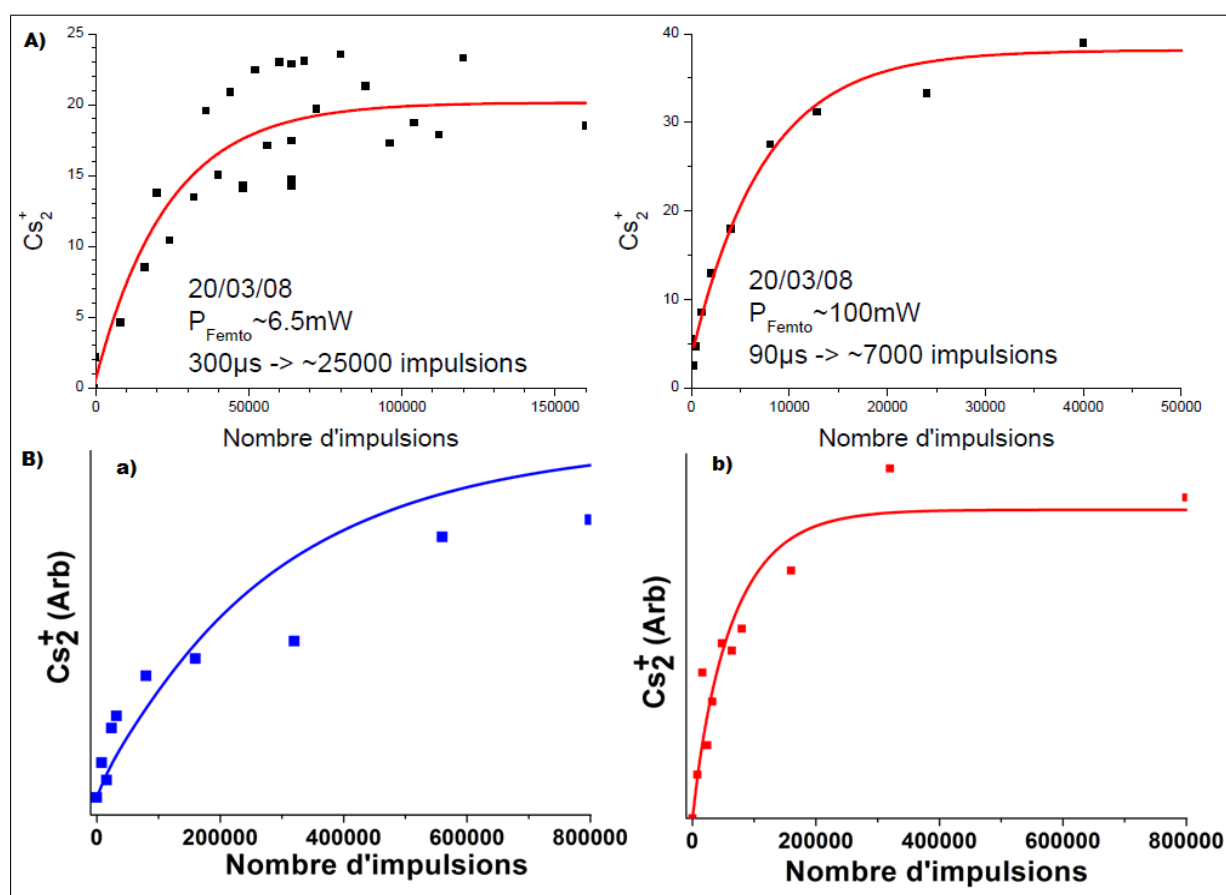 A)
25
20
15
10
5
0
Cs2+
20/03/08
PFemto~6.5mW
300µs -> ~25000 impulsions
0
50000
100000
150000
Nombre d'impulsions
40
30
20
10
0
Cs2+
20/03/08
PFemto~100mW
90µs -> ~7000 impulsions
0
10000
20000
30000
40000
50000
Nombre d'impulsions
B)
a)
Cs2+ (Arb)
0
200000
400000
600000
800000
Nombre d'impulsions
b)
Cs2+ (Arb)
0
200000
400000
600000
800000
Nombre d'impulsions